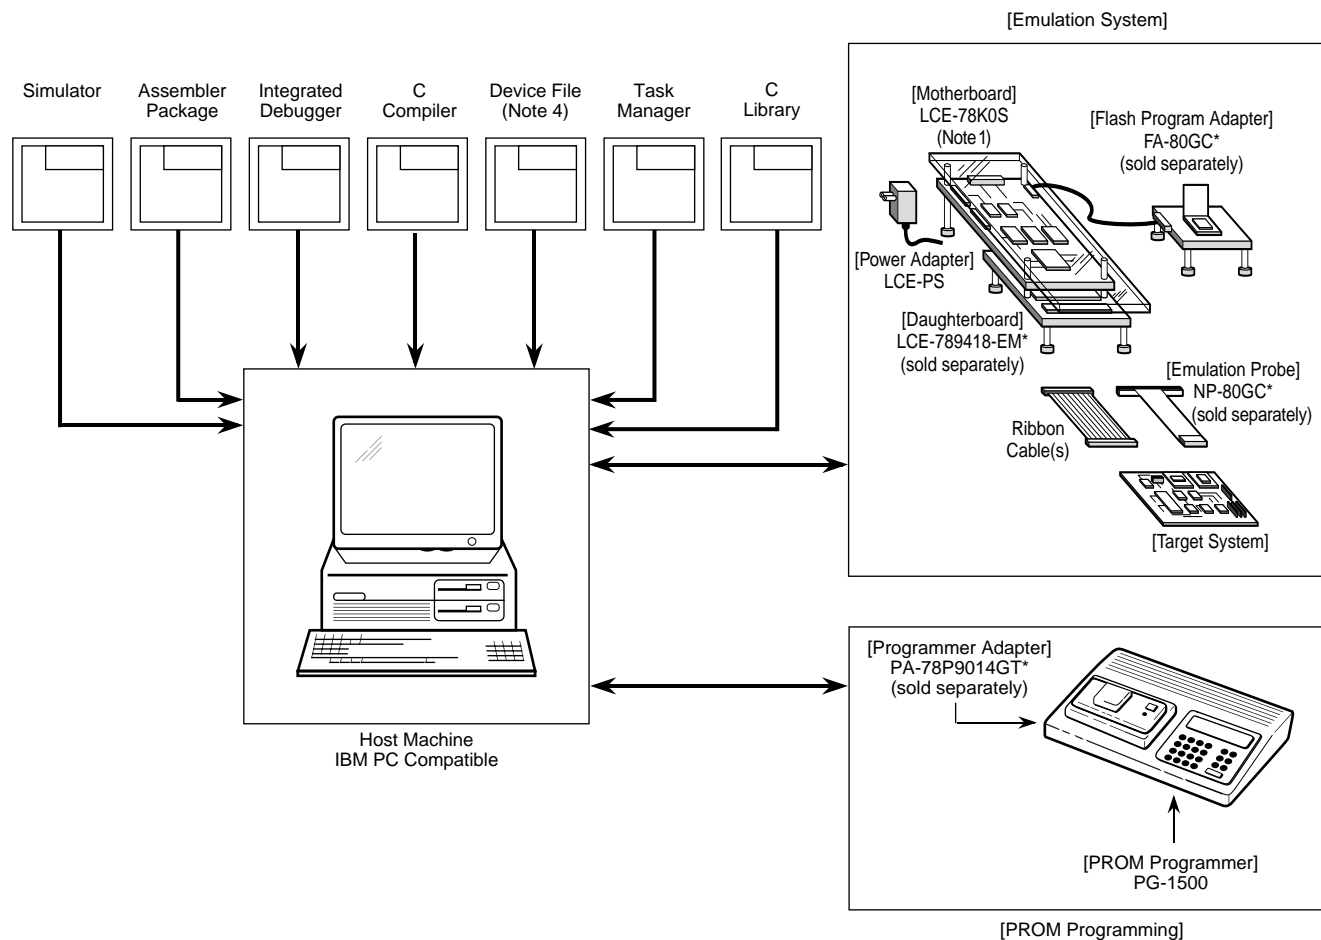 [Emulation System]
Simulator
Assembler
Package
Integrated
Debugger
C
Compiler
Device File
(Note 4)
Task
Manager
C
Library
[Motherboard]
LCE-78K0S
(Note 1)
[Flash Program Adapter]
FA-80GC*
(sold separately)
[Power Adapter]
LCE-PS
[Daughterboard]
LCE-789418-EM*
(sold separately)
[Emulation Probe]
NP-80GC*
(sold separately)
Ribbon
Cable(s)
[Target System]
Host Machine
IBM PC Compatible
[Programmer Adapter]
PA-78P9014GT*
(sold separately)
[PROM Programmer]
PG-1500
[PROM Programming]